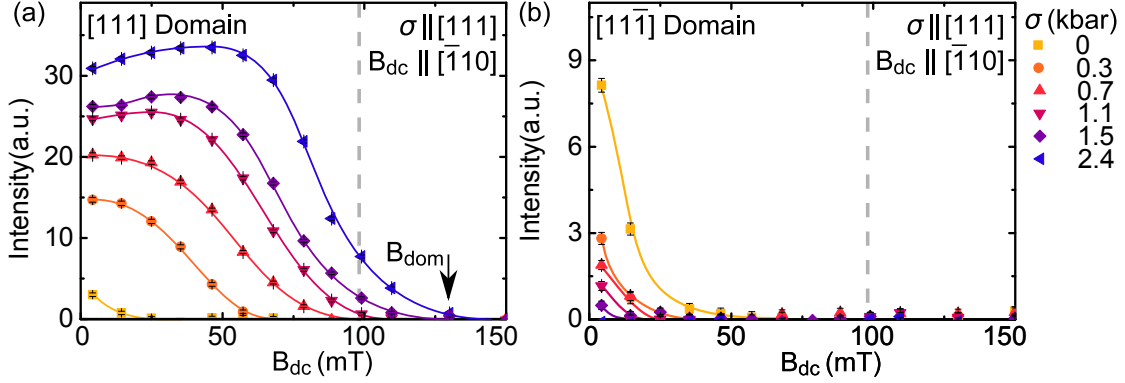 (a)
[111] Domain
σ || [111]
B_dc || [1̄10]
Intensity(a.u.)
30
20
10
0
B_dom
0
50
100
150
B_dc (mT)
(b)
[111̄] Domain
σ || [111]
B_dc || [1̄10]
Intensity(a.u.)
9
6
3
0
0
50
100
150
B_dc (mT)
σ (kbar)
0
0.3
0.7
1.1
1.5
2.4